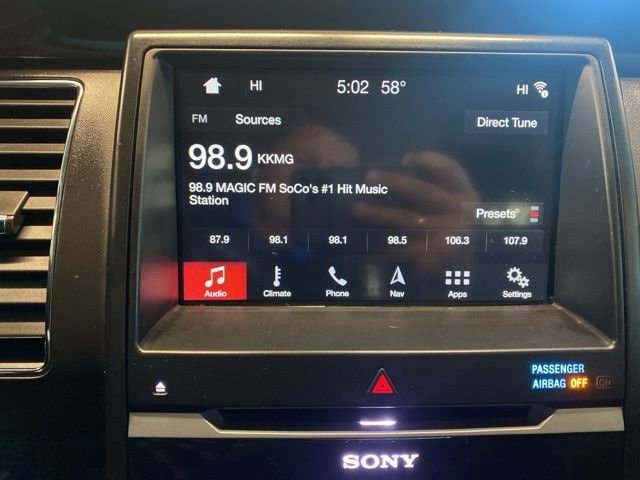 HI 5:02 58° HI
FM Sources Direct Tune
98.9 KKMG
98.9 MAGIC FM SoCo's #1 Hit Music
Station
Presets
87.9 98.1 98.1 98.5 106.3 107.9
Audio Climate Phone Nav Apps Settings
PASSENGER
AIRBAG OFF ON
SONY